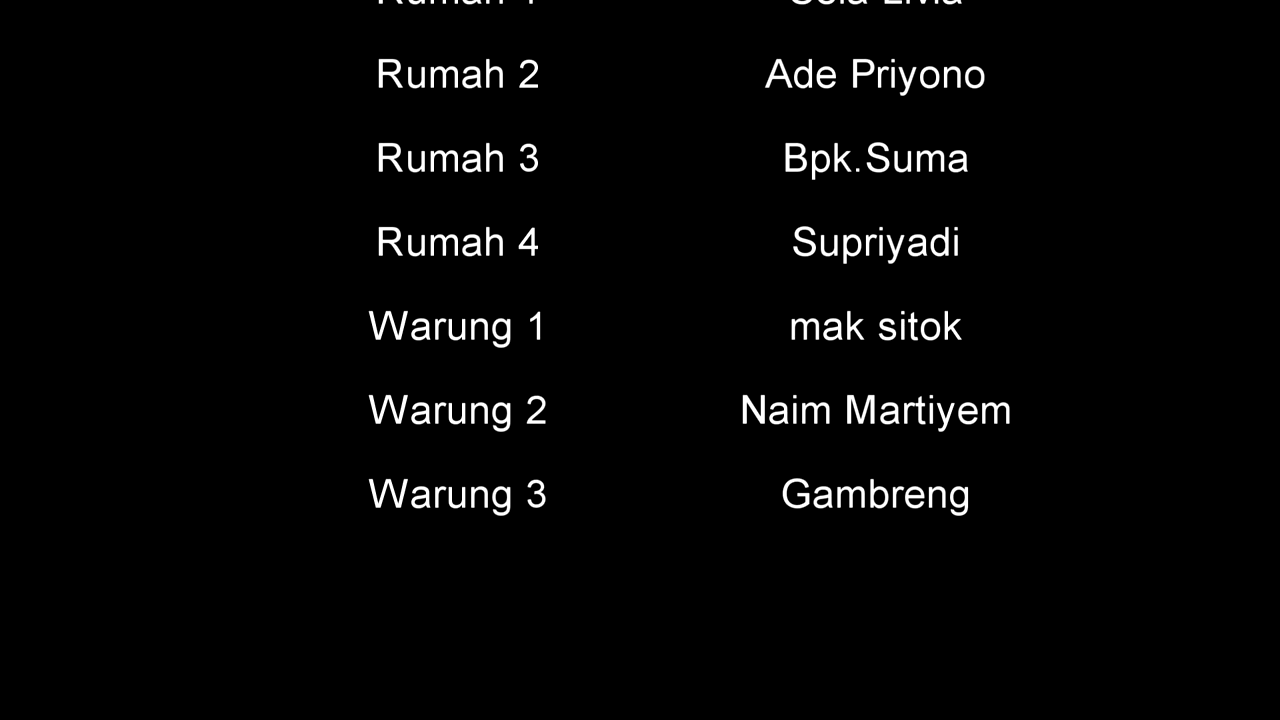 Rumah 2 Ade Priyono
Rumah 3 Bpk.Suma
Rumah 4 Supriyadi
Warung 1 mak sitok
Warung 2 Naim Martiyem
Warung 3 Gambreng